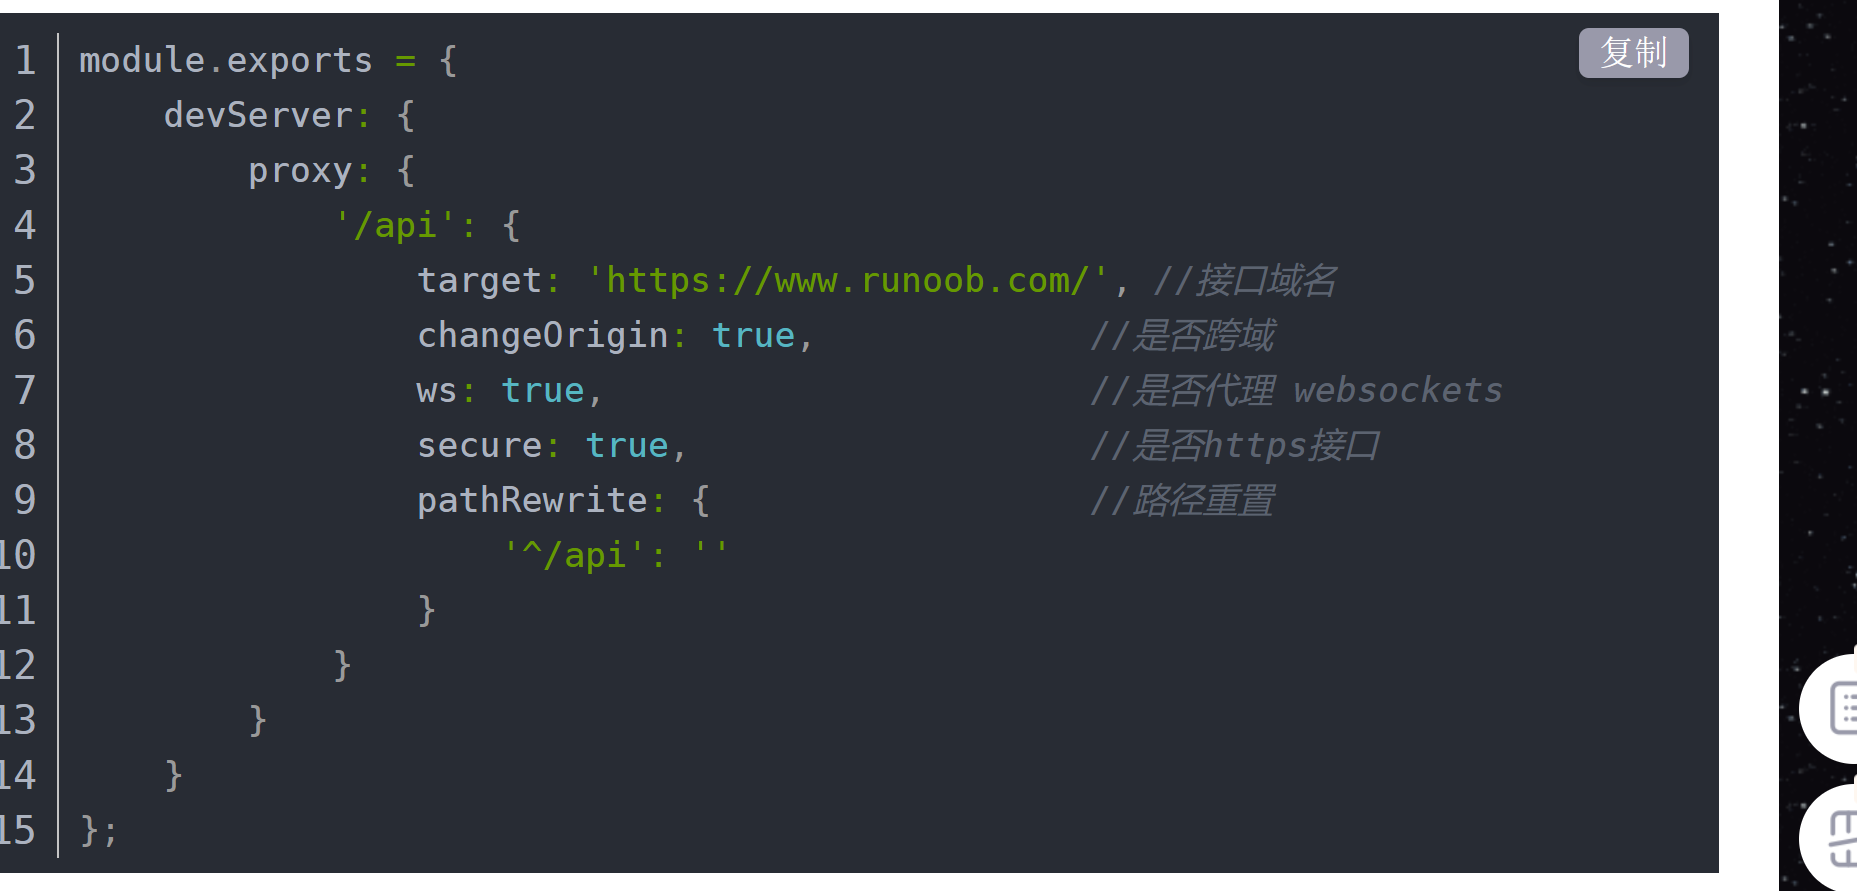 复制
1 module.exports = {
2     devServer: {
3         proxy: {
4             '/api': {
5                 target: 'https://www.runoob.com/', //接口域名
6                 changeOrigin: true,             //是否跨域
7                 ws: true,                       //是否代理 websockets
8                 secure: true,                   //是否https接口
9                 pathRewrite: {                  //路径重置
10                     '^/api': ''
11                 }
12             }
13         }
14     }
15 };